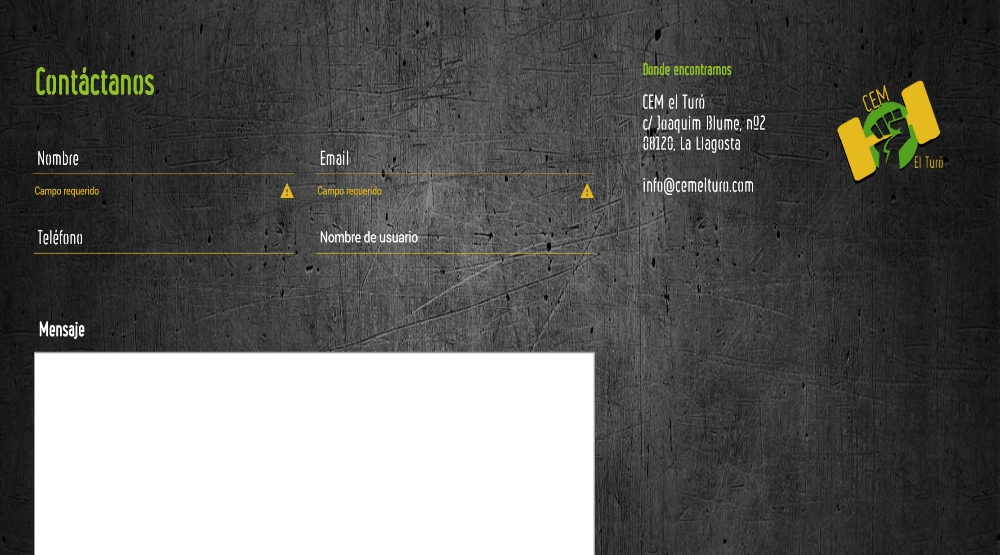 Contáctanos
Nombre
Email
Campo requerido
Campo requerido
Teléfono
Nombre de usuario
Mensaje
Donde encontrarnos
CEM el Turó
c/ Joaquim Blume, nº2
08120, La Llagosta
info@cemelturo.com
CEM
El Turó